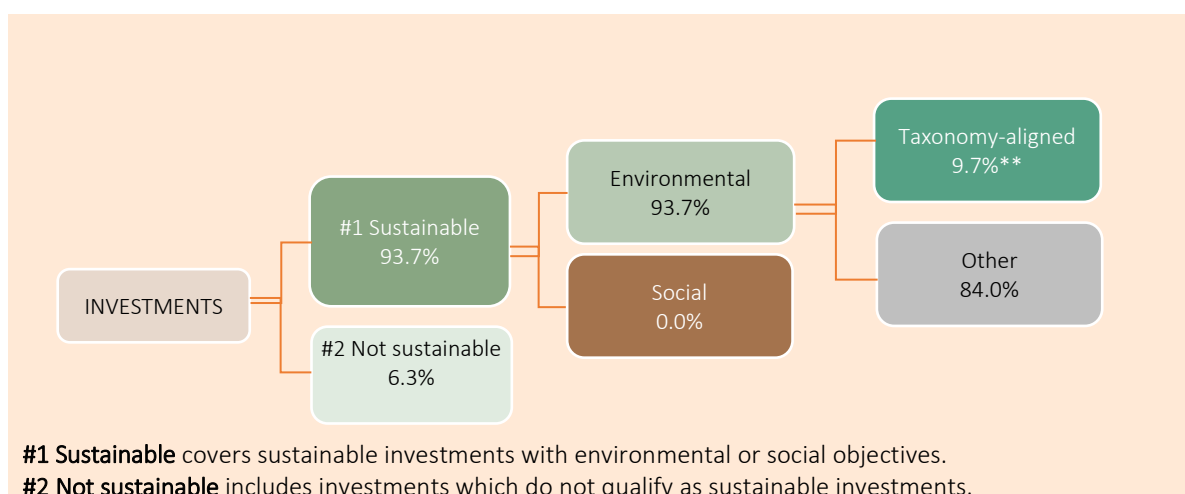 INVESTMENTS
#1 Sustainable
93.7%
#2 Not sustainable
6.3%
Environmental
93.7%
Social
0.0%
Taxonomy-aligned
9.7%**
Other
84.0%
#1 Sustainable covers sustainable investments with environmental or social objectives.
#2 Not sustainable includes investments which do not qualify as sustainable investments.